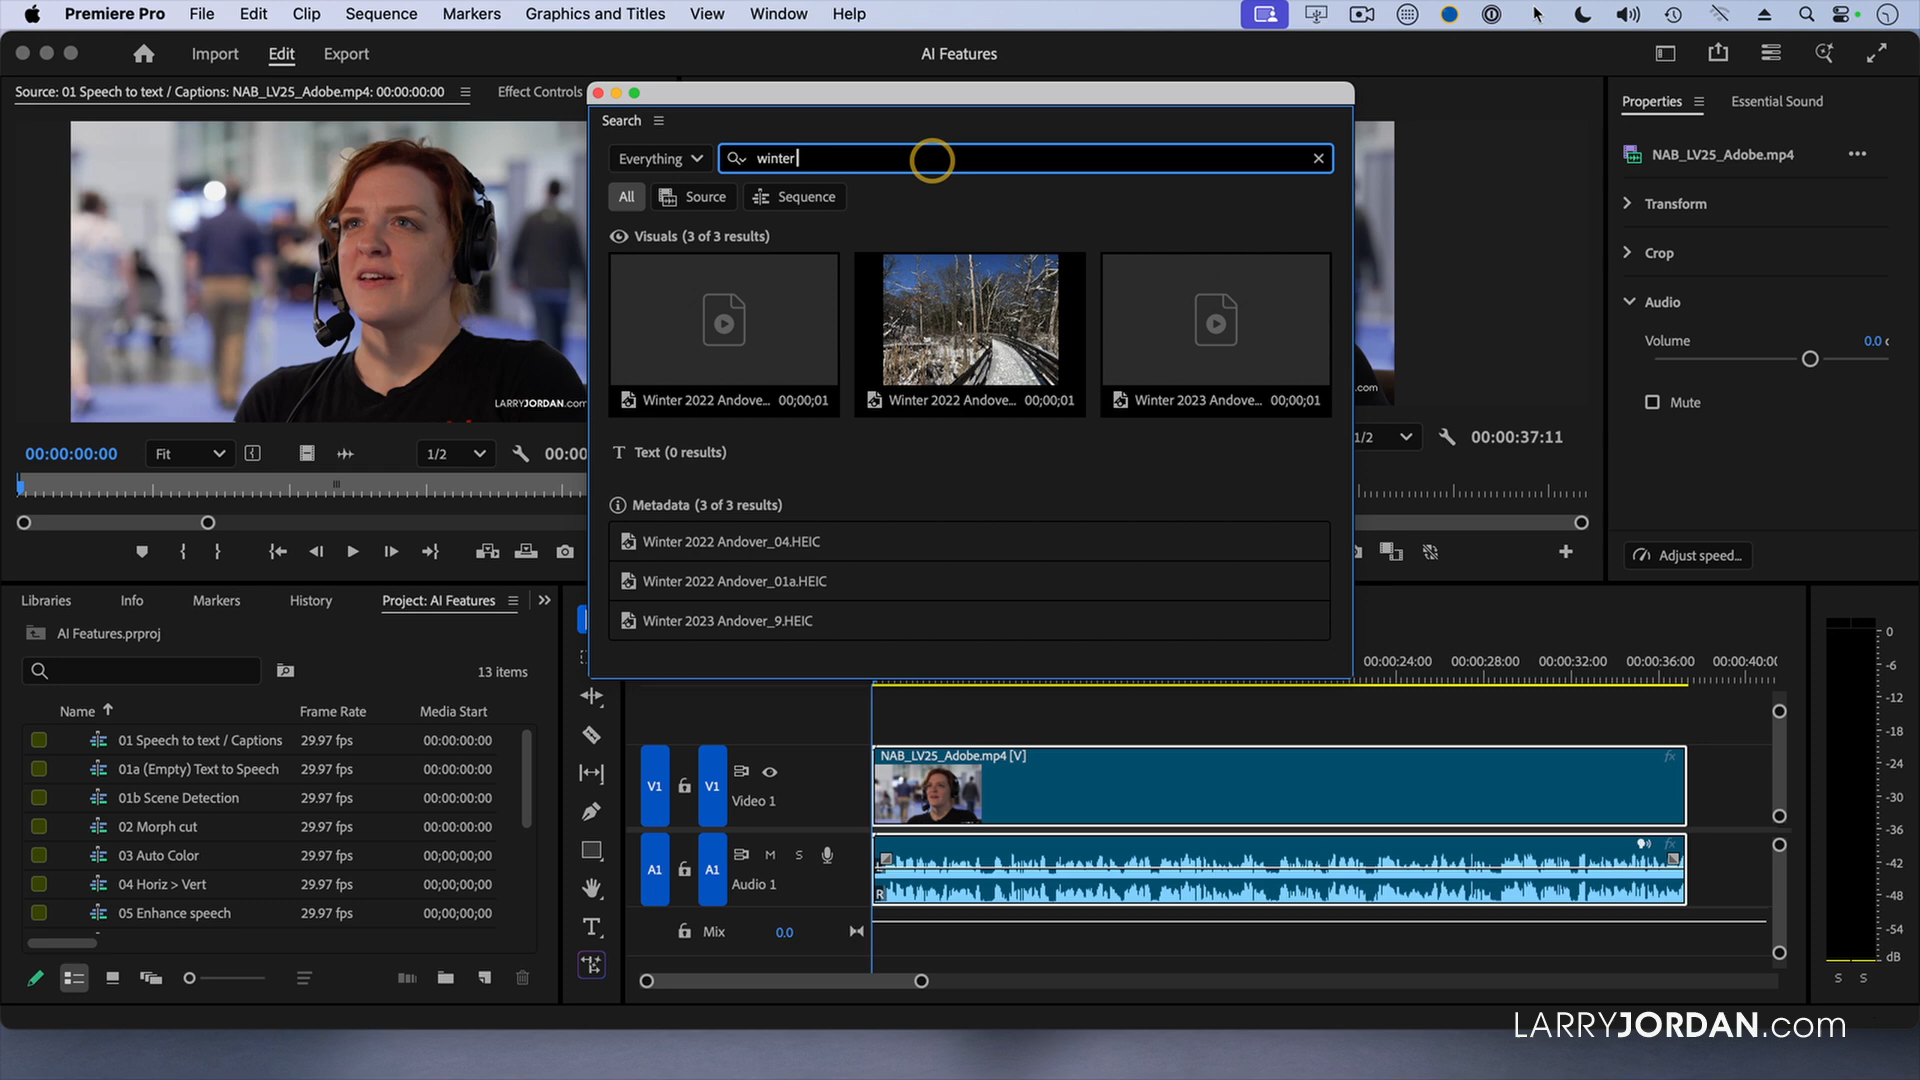 Premiere Pro File Edit Clip Sequence Markers Graphics and Titles View Window Help
Import Edit Export
AI Features
Source: 01 Speech to text / Captions: NAB_LV25_Adobe.mp4: 00:00:00:00
Effect Controls
LARRYJORDAN.com
00:00:00:00 Fit 1/2 00:00
Search
Everything winter
All Source Sequence
Visuals (3 of 3 results)
Winter 2022 Andove... 00;00;01
Winter 2022 Andove... 00;00;01
Winter 2023 Andove... 00;00;01
T Text (0 results)
Metadata (3 of 3 results)
Winter 2022 Andover_04.HEIC
Winter 2022 Andover_01a.HEIC
Winter 2023 Andover_9.HEIC
.com
1/2 00:00:37:11
Properties Essential Sound
NAB_LV25_Adobe.mp4
Transform
Crop
Audio
Volume 0.0
Mute
Adjust speed...
Libraries Info Markers History Project: AI Features
AI Features.prproj
13 items
Name Frame Rate Media Start
01 Speech to text / Captions 29.97 fps 00:00:00:00
01a (Empty) Text to Speech 29.97 fps 00:00:00:00
01b Scene Detection 29.97 fps 00:00:00:00
02 Morph cut 29.97 fps 00:00:00:00
03 Auto Color 29.97 fps 00;00;00;00
04 Horiz > Vert 29.97 fps 00;00;00;00
05 Enhance speech 29.97 fps 00;00;00;00
00:00:24:00 00:00:28:00 00:00:32:00 00:00:36:00 00:00:40:00
V1 V1 Video 1
NAB_LV25_Adobe.mp4 [V] fx
A1 A1 M S
Audio 1
R
fx
Mix 0.0
0
-6
-12
-18
-24
-30
-36
-42
-48
-54
dB
S S
LARRYJORDAN.com